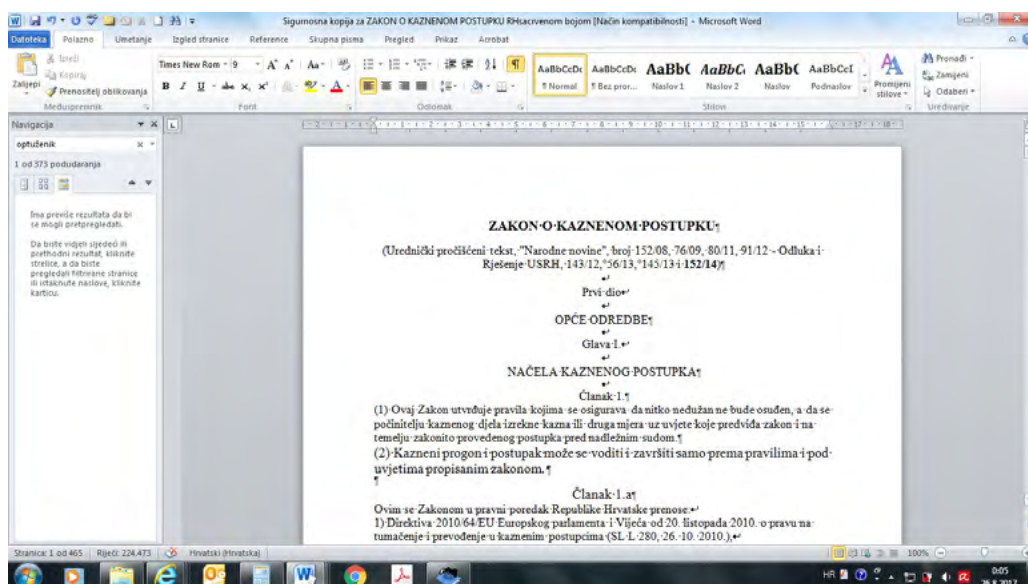 Sigurnosna kopija za ZAKON O KAZNENOM POSTUPKU RHsacrvenom bojom [Način kompatibilnosti] - Microsoft Word
Datoteka Polazno Umetanje Izgled stranice Reference Skupna pisma Pregled Prikaz Acrobat
Zalijepi
Izreži
Kopiraj
Prenositelj oblikovanja
Međuspremnik
Times New Rom 9
Font
Odlomak
AaBbCcDc AaBbCcDc AaBb( AaBbC AaBb( AaBbCcI
¶ Normal ¶ Bez pror... Naslov 1 Naslov 2 Naslov Podnaslov
Promijeni stilove
Stilovi
Pronađi
Zamijeni
Odaberi
Uređivanje
Navigacija
optuženik
1 od 373 podudaranja
Ima previše rezultata da bi
se mogli pretpregledati.
Da biste vidjeli sljedeći ili
prethodni rezultat, kliknite
strelice, a da biste
pregledali filtrirane stranice
ili istaknute naslove, kliknite
karticu.
ZAKON O KAZNENOM POSTUPKU¶
(Urednički pročišćeni tekst, "Narodne novine", broj 152/08, 76/09, 80/11, 91/12 - Odluka i
Rješenje USRH, 143/12, 56/13, 145/13 i 152/14)¶
Prvi dio
OPĆE ODREDBE¶
Glava I.
NAČELA KAZNENOG POSTUPKA¶
Članak 1.¶
(1) Ovaj Zakon utvrđuje pravila kojima se osigurava da nitko nedužan ne bude osuđen, a da se
počinitelju kaznenog djela izrekne kazna ili druga mjera uz uvjete koje predviđa zakon i na
temelju zakonito provedenog postupka pred nadležnim sudom.¶
(2) Kazneni progon i postupak može se voditi i završiti samo prema pravilima i pod
uvjetima propisanim zakonom. ¶
¶
Članak 1.a¶
Ovim se Zakonom u pravni poredak Republike Hrvatske prenose:
1) Direktiva 2010/64/EU Europskog parlamenta i Vijeća od 20. listopada 2010. o pravu na
tumačenje i prevođenje u kaznenim postupcima (SL L 280, 26. 10. 2010.),
Stranica: 1 od 465 Riječi: 224.473 Hrvatski (Hrvatska) 100%
HR 0:05
26.8.2017.